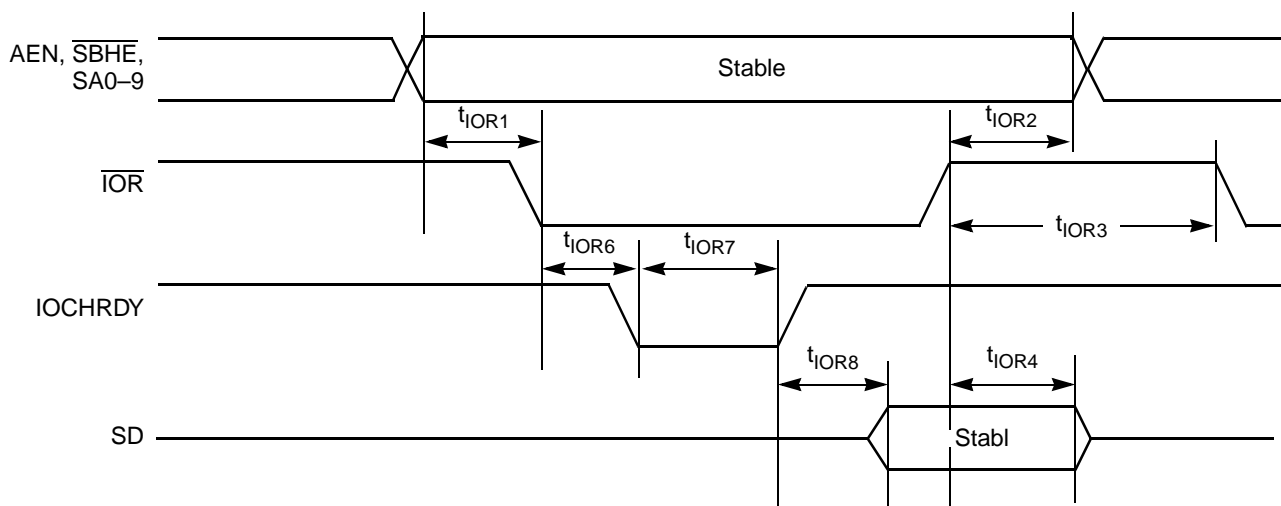 AEN, SBHE,
SA0–9
Stable
tIOR1
tIOR2
IOR
tIOR3
tIOR6
tIOR7
IOCHRDY
tIOR8
tIOR4
SD
Stabl